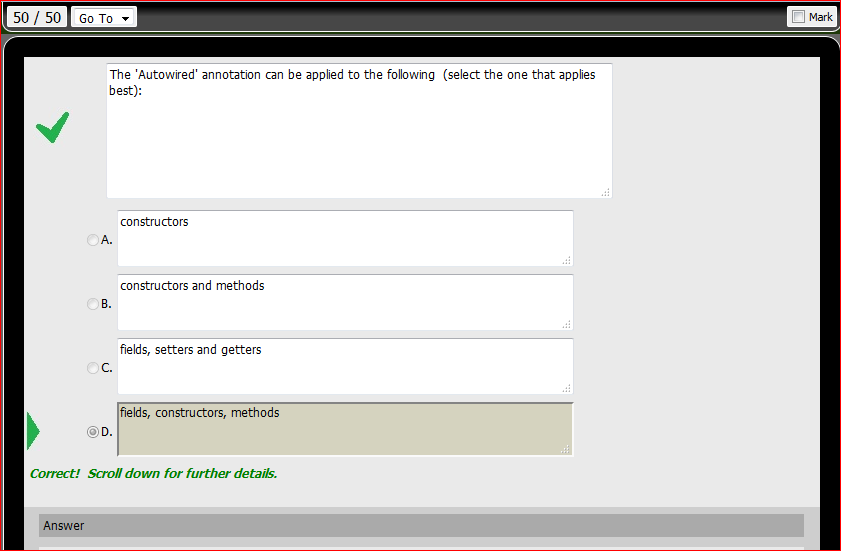 50 / 50 Go To Mark
The 'Autowired' annotation can be applied to the following  (select the one that applies
best):
A. constructors
B. constructors and methods
C. fields, setters and getters
D. fields, constructors, methods
Correct!  Scroll down for further details.
Answer